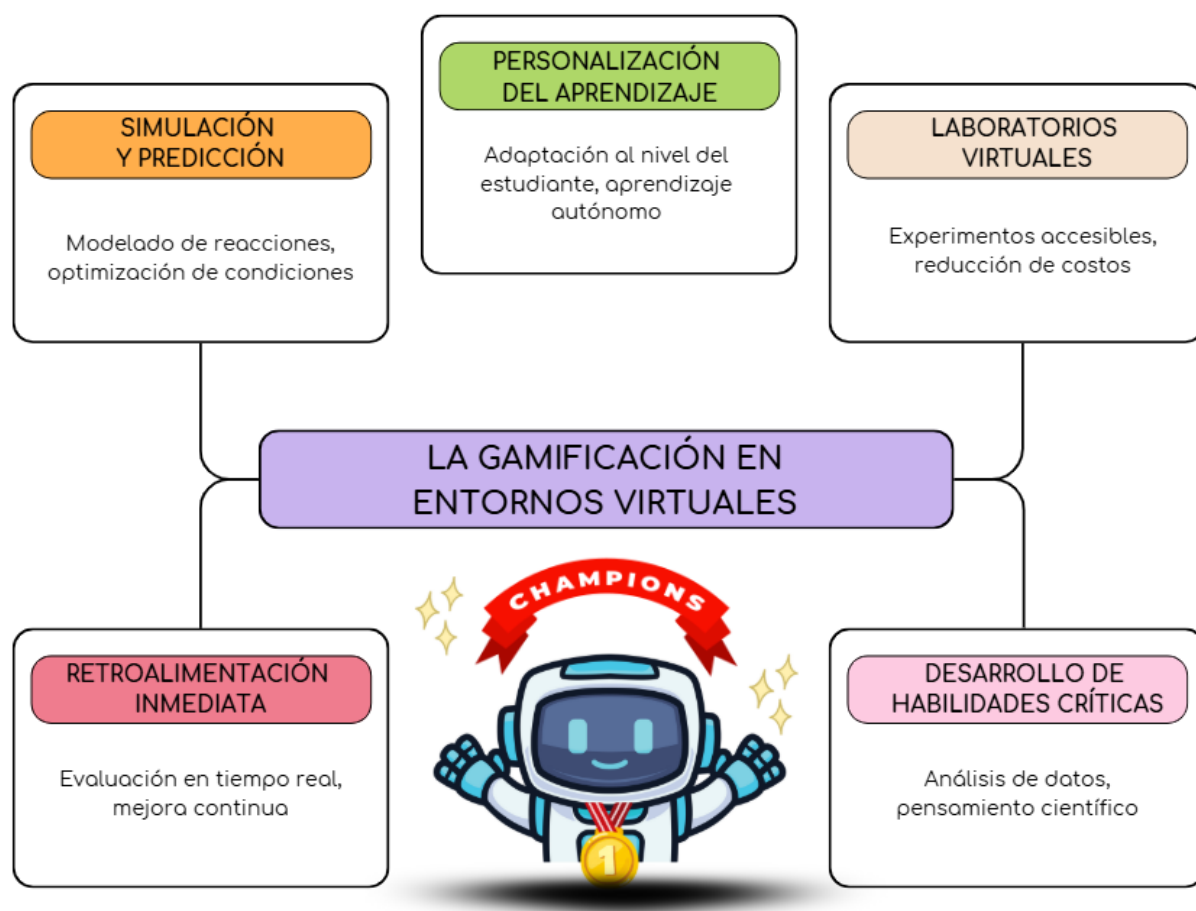 PERSONALIZACIÓN
DEL APRENDIZAJE
Adaptación al nivel del
estudiante, aprendizaje
autónomo
SIMULACIÓN
Y PREDICCIÓN
Modelado de reacciones,
optimización de condiciones
LABORATORIOS
VIRTUALES
Experimentos accesibles,
reducción de costos
LA GAMIFICACIÓN EN
ENTORNOS VIRTUALES
CHAMPIONS
1
RETROALIMENTACIÓN
INMEDIATA
Evaluación en tiempo real,
mejora continua
DESARROLLO DE
HABILIDADES CRÍTICAS
Análisis de datos,
pensamiento científico